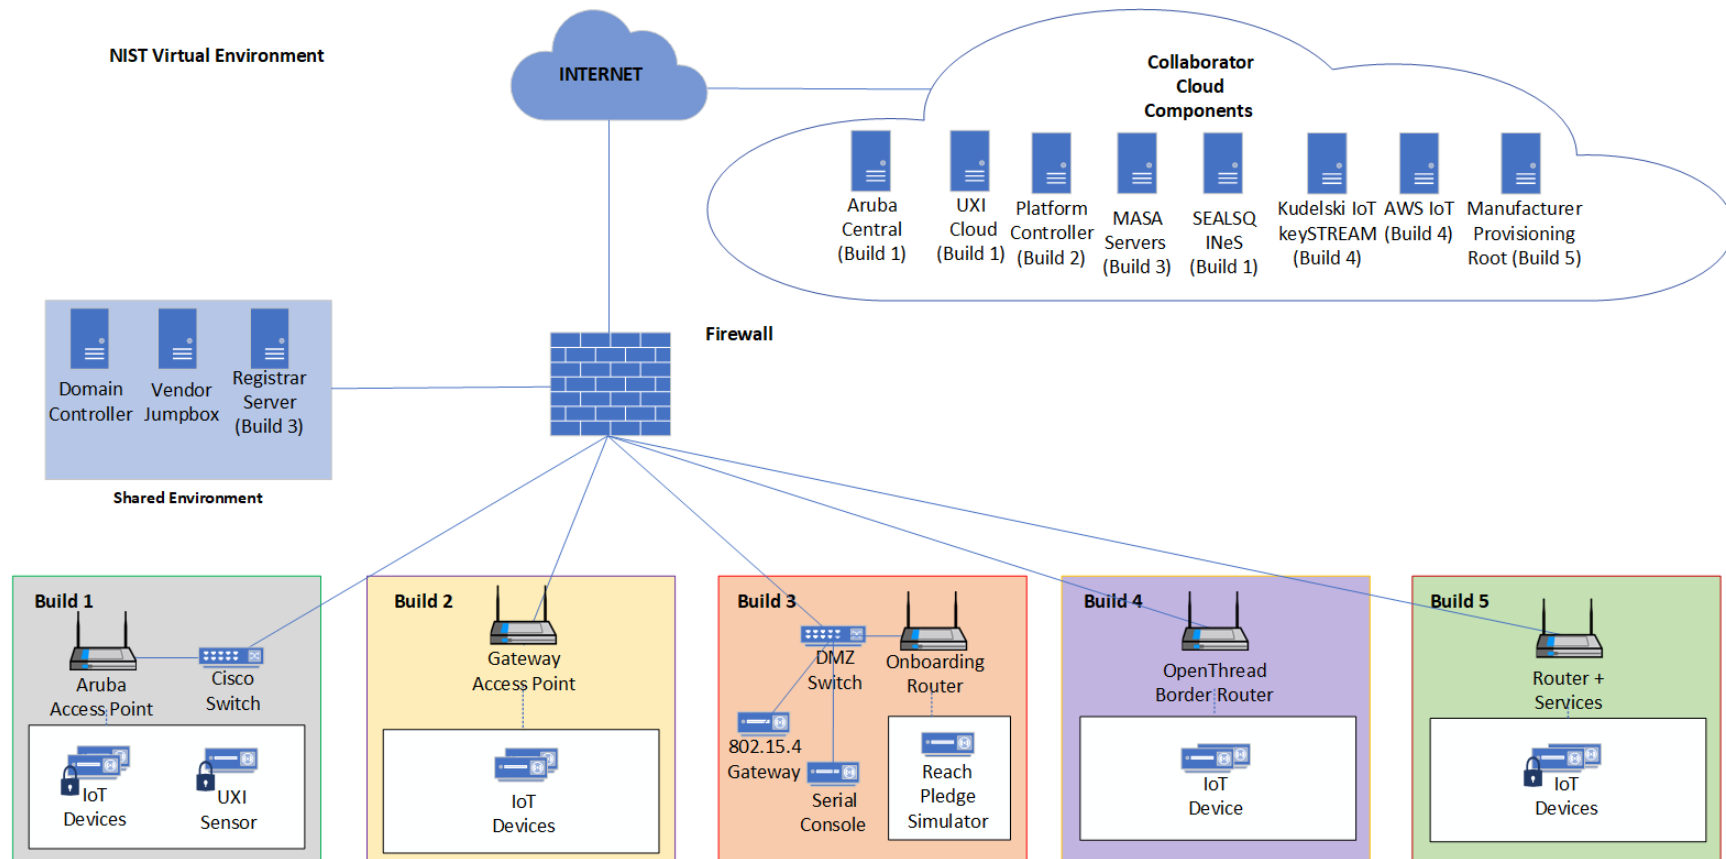 NIST Virtual Environment
INTERNET
Collaborator
Cloud
Components
Aruba
Central
(Build 1)
UXI
Cloud
(Build 1)
Platform
Controller
(Build 2)
MASA
Servers
(Build 3)
SEALSQ
INeS
(Build 1)
Kudelski IoT
keySTREAM
(Build 4)
AWS IoT
(Build 4)
Manufacturer
Provisioning
Root (Build 5)
Firewall
Domain
Controller
Vendor
Jumpbox
Registrar
Server
(Build 3)
Shared Environment
Build 1
Aruba
Access Point
Cisco
Switch
IoT
Devices
UXI
Sensor
Build 2
Gateway
Access Point
IoT
Devices
Build 3
DMZ
Switch
Onboarding
Router
802.15.4
Gateway
Serial
Console
Reach
Pledge
Simulator
Build 4
OpenThread
Border Router
IoT
Device
Build 5
Router +
Services
IoT
Devices